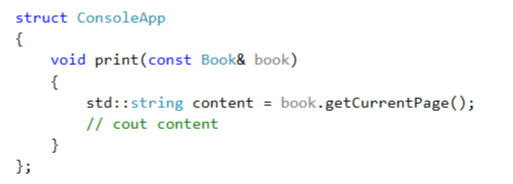 struct ConsoleApp
{
    void print(const Book& book)
    {
        std::string content = book.getCurrentPage();
        // cout content
    }
};